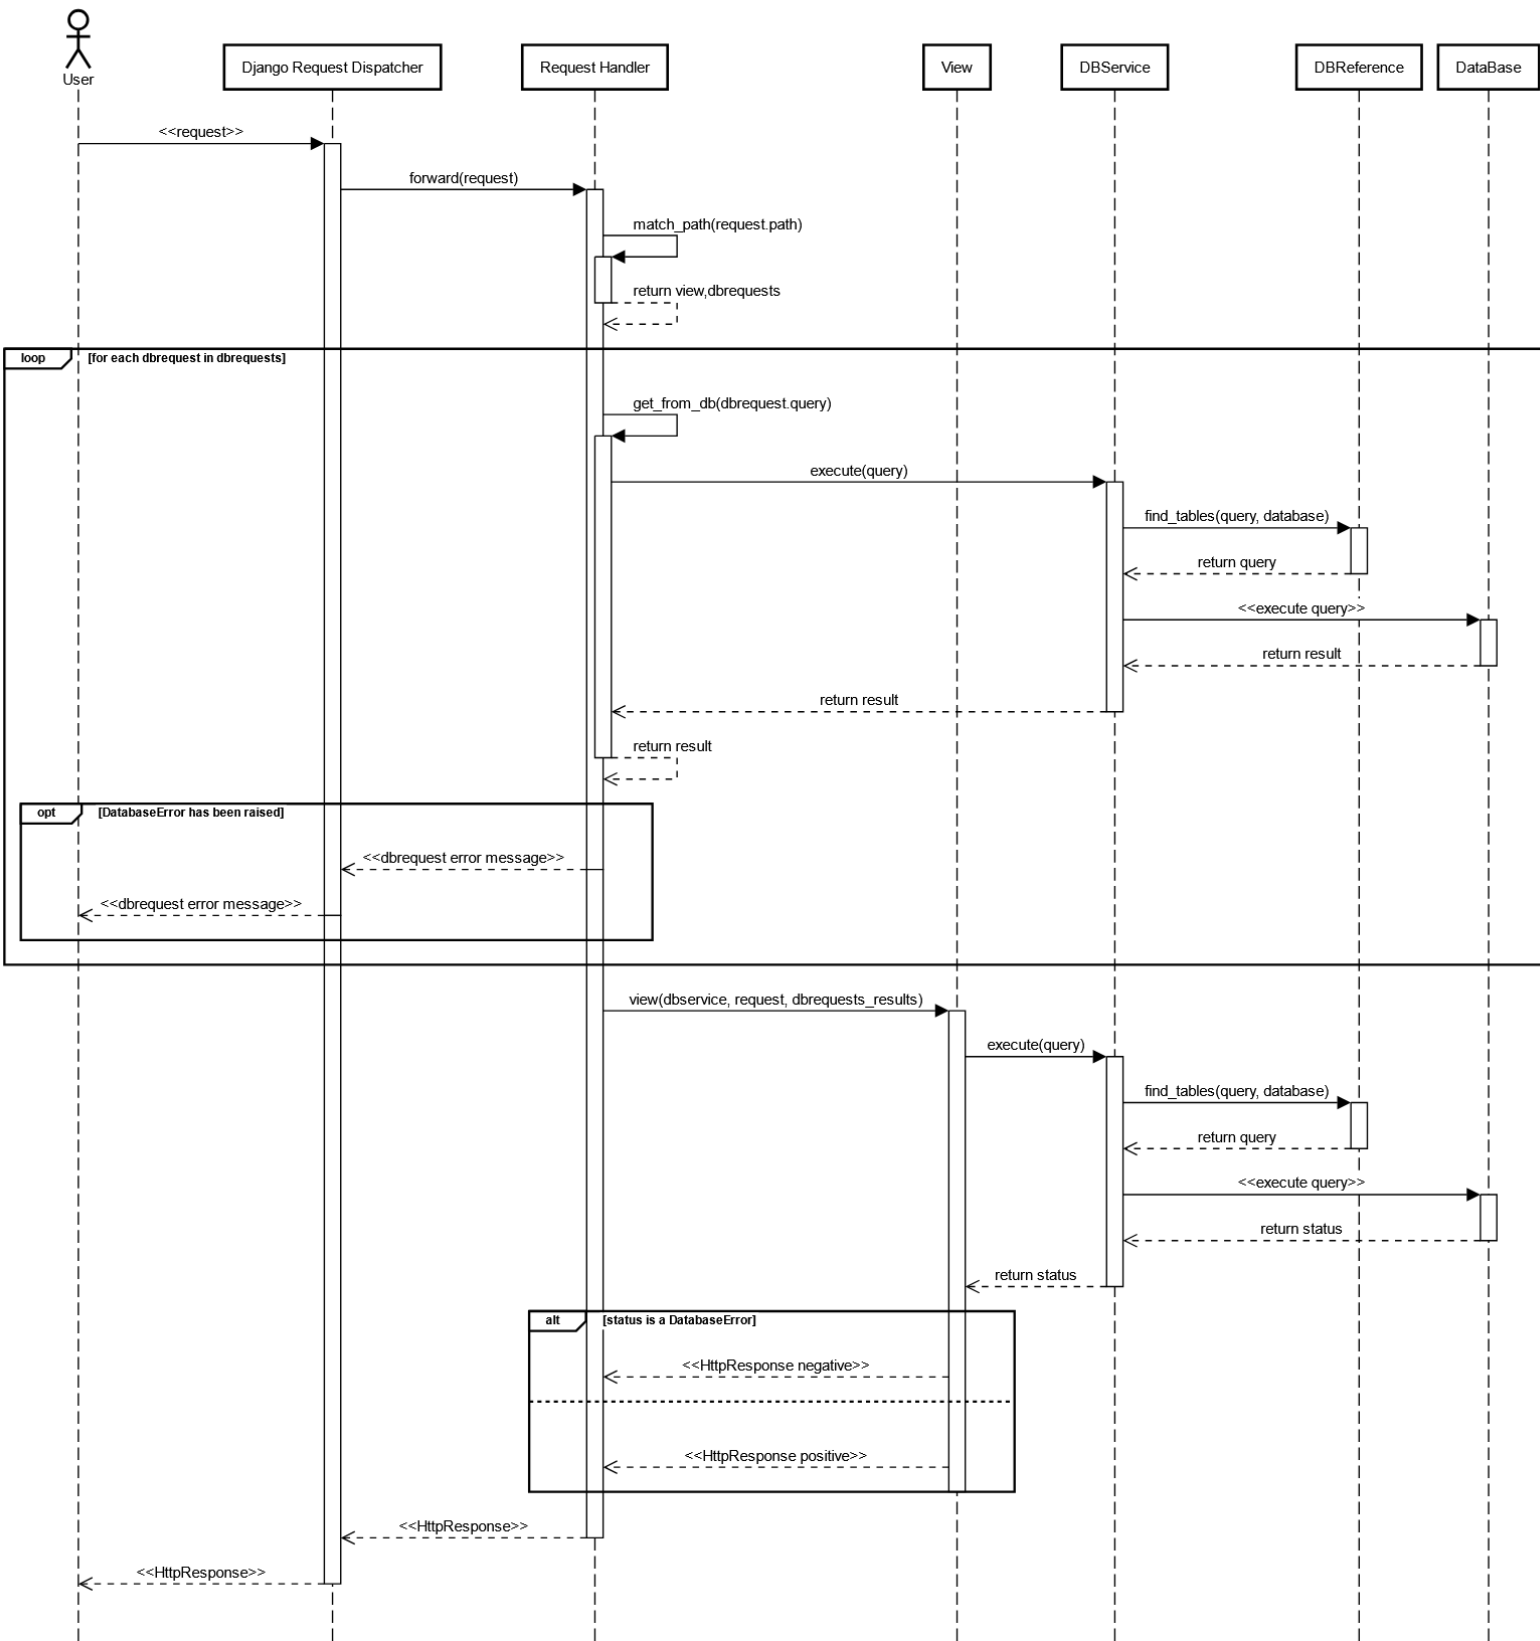 User
Django Request Dispatcher
Request Handler
View
DBService
DBReference
DataBase
<<request>>
forward(request)
match_path(request.path)
return view,dbrequests
loop
[for each dbrequest in dbrequests]
get_from_db(dbrequest.query)
execute(query)
find_tables(query, database)
return query
<<execute query>>
return result
return result
return result
opt
[DatabaseError has been raised]
<<dbrequest error message>>
<<dbrequest error message>>
view(dbservice, request, dbrequests_results)
execute(query)
find_tables(query, database)
return query
<<execute query>>
return status
return status
alt
[status is a DatabaseError]
<<HttpResponse negative>>
<<HttpResponse positive>>
<<HttpResponse>>
<<HttpResponse>>